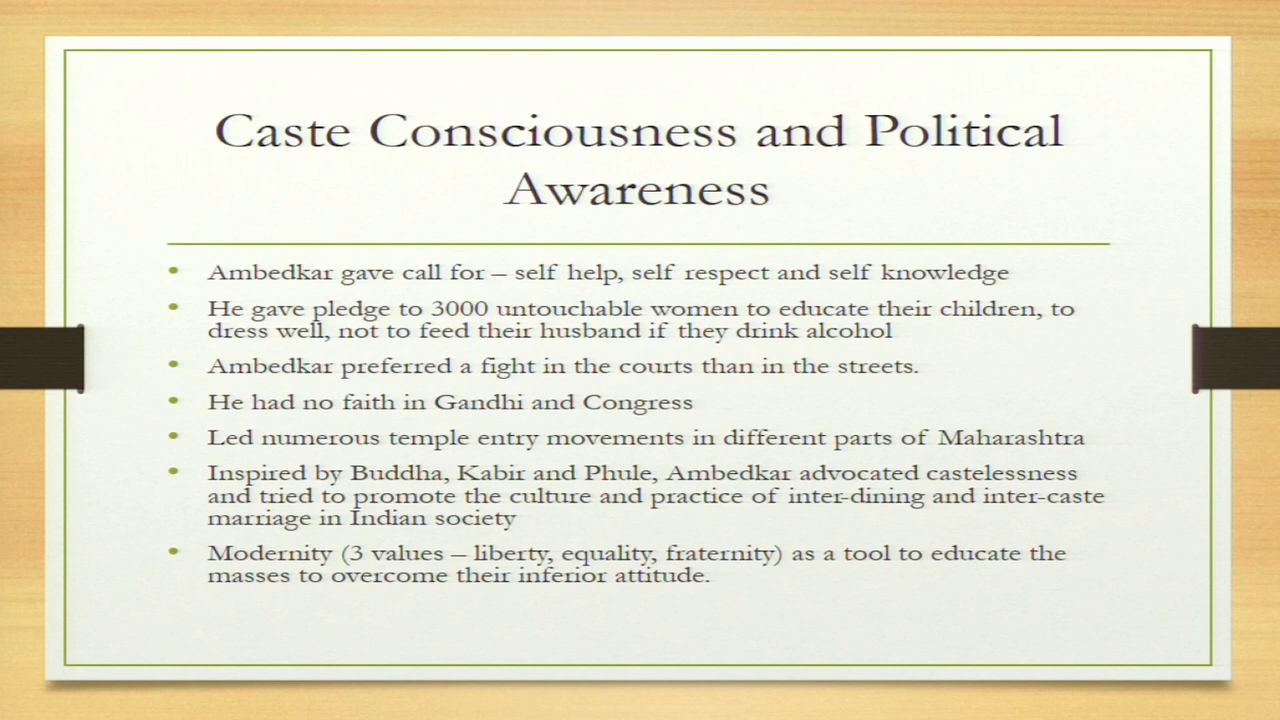 Caste Consciousness and Political
Awareness
• Ambedkar gave call for – self help, self respect and self knowledge
• He gave pledge to 3000 untouchable women to educate their children, to
dress well, not to feed their husband if they drink alcohol
• Ambedkar preferred a fight in the courts than in the streets.
• He had no faith in Gandhi and Congress
• Led numerous temple entry movements in different parts of Maharashtra
• Inspired by Buddha, Kabir and Phule, Ambedkar advocated castelessness
and tried to promote the culture and practice of inter-dining and inter-caste
marriage in Indian society
• Modernity (3 values – liberty, equality, fraternity) as a tool to educate the
masses to overcome their inferior attitude.